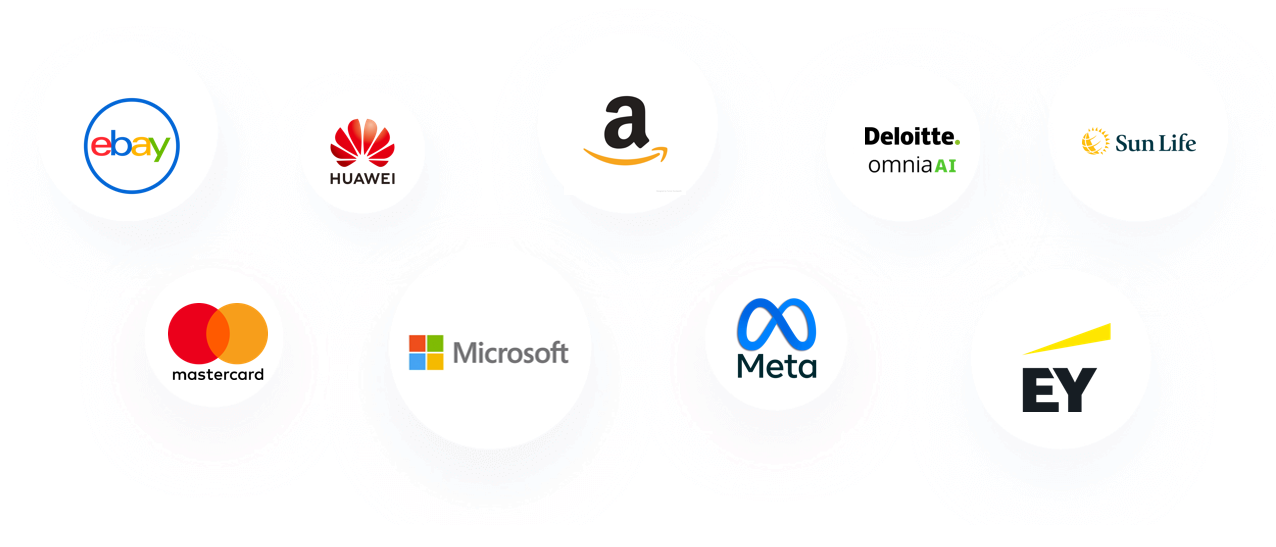 ebay
HUAWEI
a
Deloitte.
omniaAI
Sun Life
mastercard
Microsoft
Meta
EY